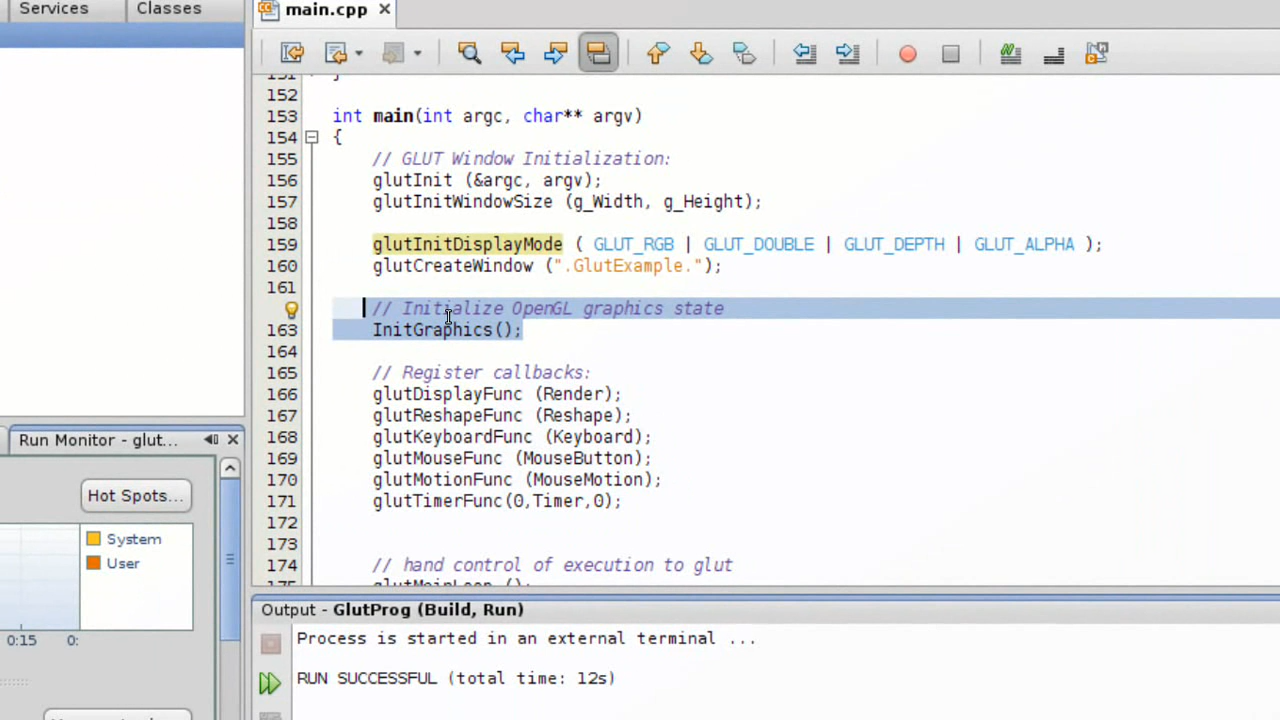 Services
Classes
main.cpp
152
153 int main(int argc, char** argv)
154 {
155 // GLUT Window Initialization:
156 glutInit (&argc, argv);
157 glutInitWindowSize (g_Width, g_Height);
158
159 glutInitDisplayMode ( GLUT_RGB | GLUT_DOUBLE | GLUT_DEPTH | GLUT_ALPHA );
160 glutCreateWindow (".GlutExample.");
161
// Initialize OpenGL graphics state
163 InitGraphics();
164
165 // Register callbacks:
166 glutDisplayFunc (Render);
167 glutReshapeFunc (Reshape);
168 glutKeyboardFunc (Keyboard);
169 glutMouseFunc (MouseButton);
170 glutMotionFunc (MouseMotion);
171 glutTimerFunc(0,Timer,0);
172
173
174 // hand control of execution to glut
175 glutMainLoop ();
Run Monitor - glut...
Hot Spots...
System
User
0:15
0:
Output - GlutProg (Build, Run)
Process is started in an external terminal ...
RUN SUCCESSFUL (total time: 12s)